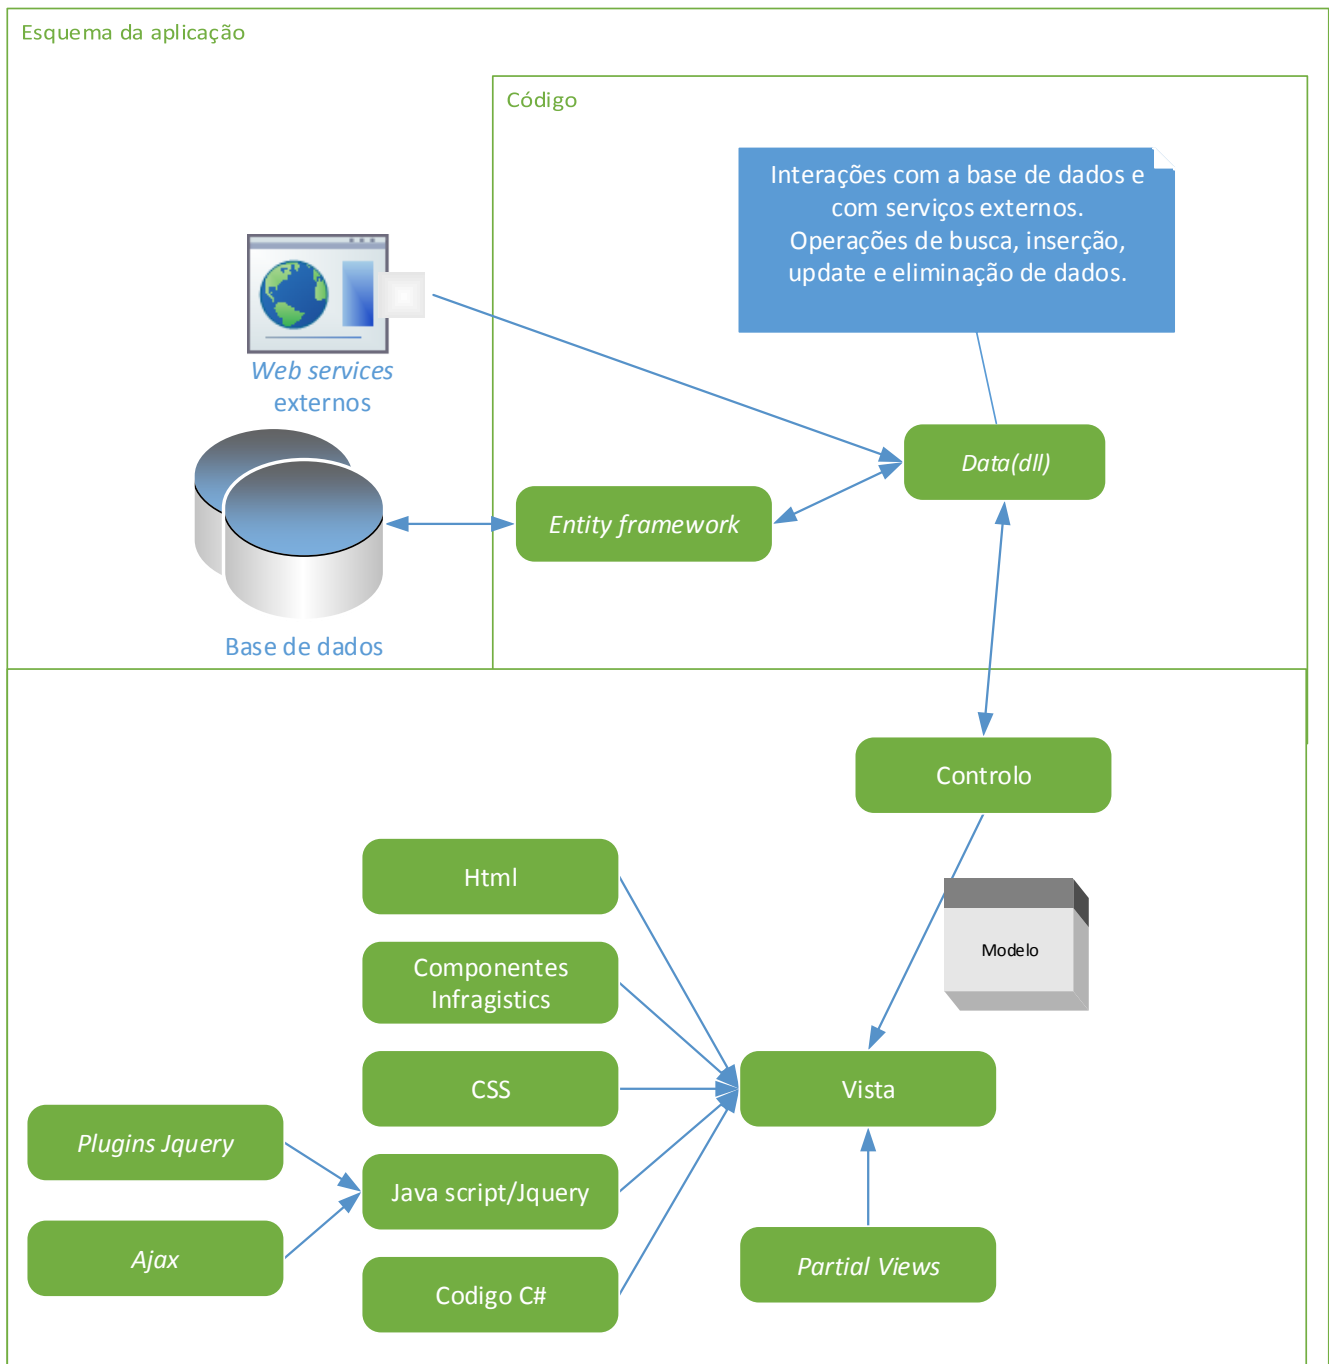 Esquema da aplicação
Código
Interações com a base de dados e
com serviços externos.
Operações de busca, inserção,
update e eliminação de dados.
Web services
externos
Data(dll)
Entity framework
Base de dados
Controlo
Html
Modelo
Componentes
Infragistics
CSS
Vista
Plugins Jquery
Java script/Jquery
Ajax
Partial Views
Codigo C#